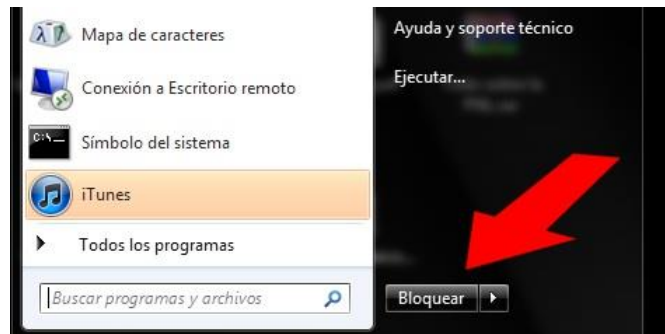 Mapa de caracteres
Conexión a Escritorio remoto
C:\
Símbolo del sistema
iTunes
Todos los programas
Buscar programas y archivos
Ayuda y soporte técnico
Ejecutar...
Bloquear